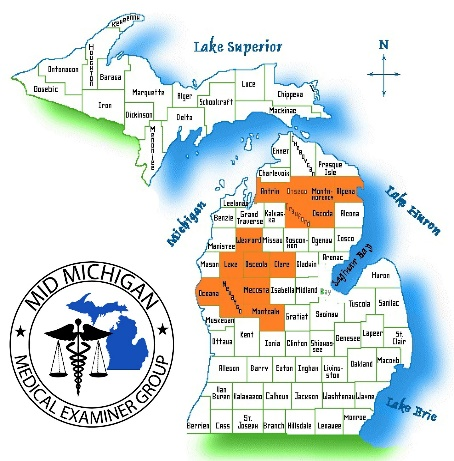 Keweenaw
Lake Superior
N
Houghton
Ontonagon
Baraga
Luce
Gogebic
Marquette
Alger
Chippewa
Iron
Schoolcraft
Mackinac
Dickinson
Delta
Menominee
Emmet
Presque
Isle
Charlevoix
Antrim
Otsego
Montmorency
Alpena
Lake Huron
Leelanau
Michigan
Benzie
Grand
Traverse
Kalkaska
Crawford
Oscoda
Alcona
Manistee
Wexford
Missau
Roscommon
Ogemaw
Iosco
Mason
Lake
Osceola
Clare
Gladwin
Arenac
Saginaw Bay
Huron
Oceana
Newaygo
Mecosta
Isabella
Midland
Bay
Tuscola
Sanilac
Muskegon
Montcalm
Gratiot
Saginaw
Ottawa
Kent
Ionia
Clinton
Shiawassee
Genesee
Lapeer
St.
Clair
Allegan
Barry
Eaton
Ingham
Livingston
Oakland
Macomb
Van
Buren
Kalamazoo
Calhoun
Jackson
Washtenaw
Wayne
Lake Erie
Berrien
Cass
St.
Joseph
Branch
Hillsdale
Lenawee
Monroe
MID MICHIGAN
MEDICAL EXAMINER GROUP